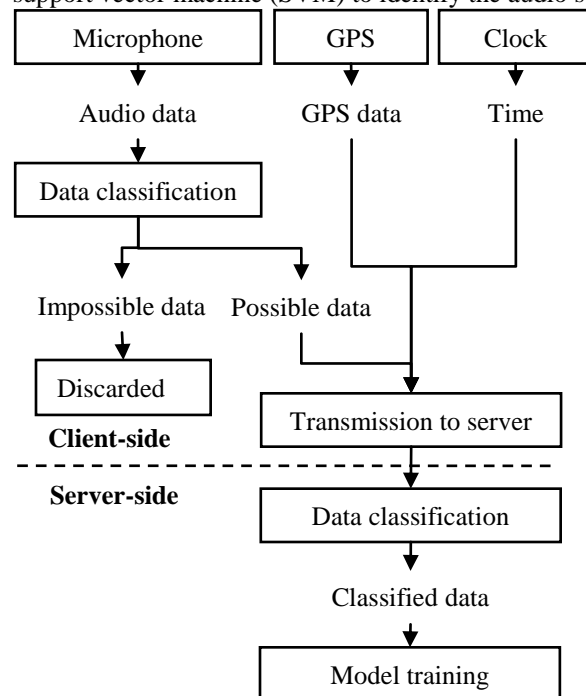 support vector machine (SVM) to identify the audio s
Microphone GPS Clock
Audio data GPS data Time
Data classification
Impossible data Possible data
Discarded
Transmission to server
Client-side
Server-side
Data classification
Classified data
Model training